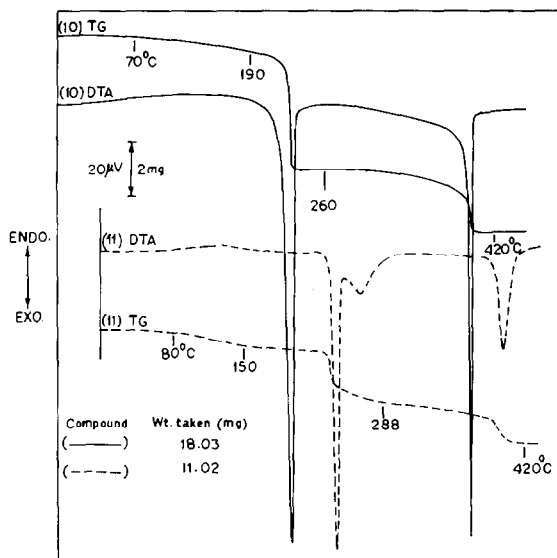 (10) TG
70°C
190
(10) DTA
20μV 2mg
260
420°C
ENDO.
EXO.
(11) DTA
(11) TG
80°C
150
288
420°C
Compound Wt. taken (mg)
( ) 18.03
( ) 11.02